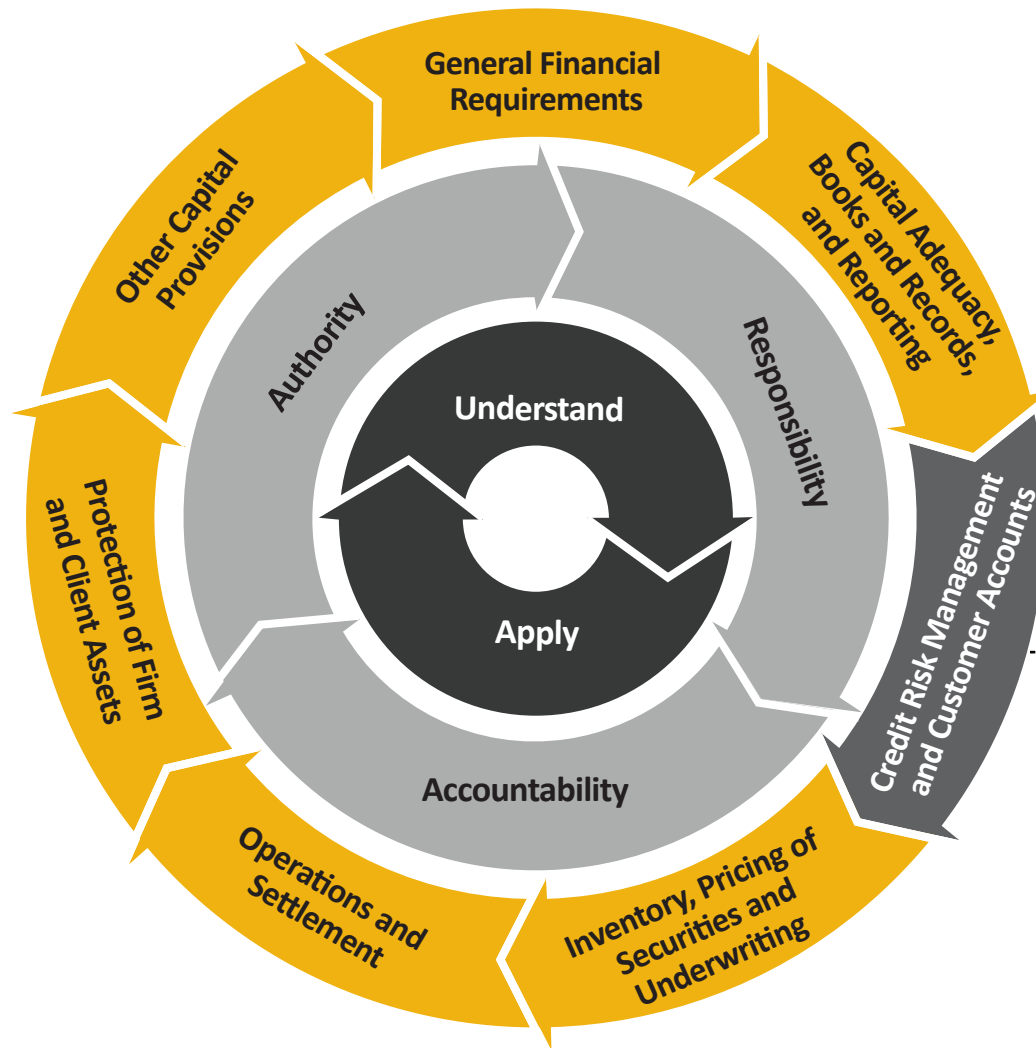 General Financial
Requirements
Capital Adequacy,
Books and Records,
and Reporting
Credit Risk Management
and Customer Accounts
Inventory, Pricing of
Securities and
Underwriting
Operations and
Settlement
Protection of Firm
and Client Assets
Other Capital
Provisions
Authority
Responsibility
Accountability
Understand
Apply